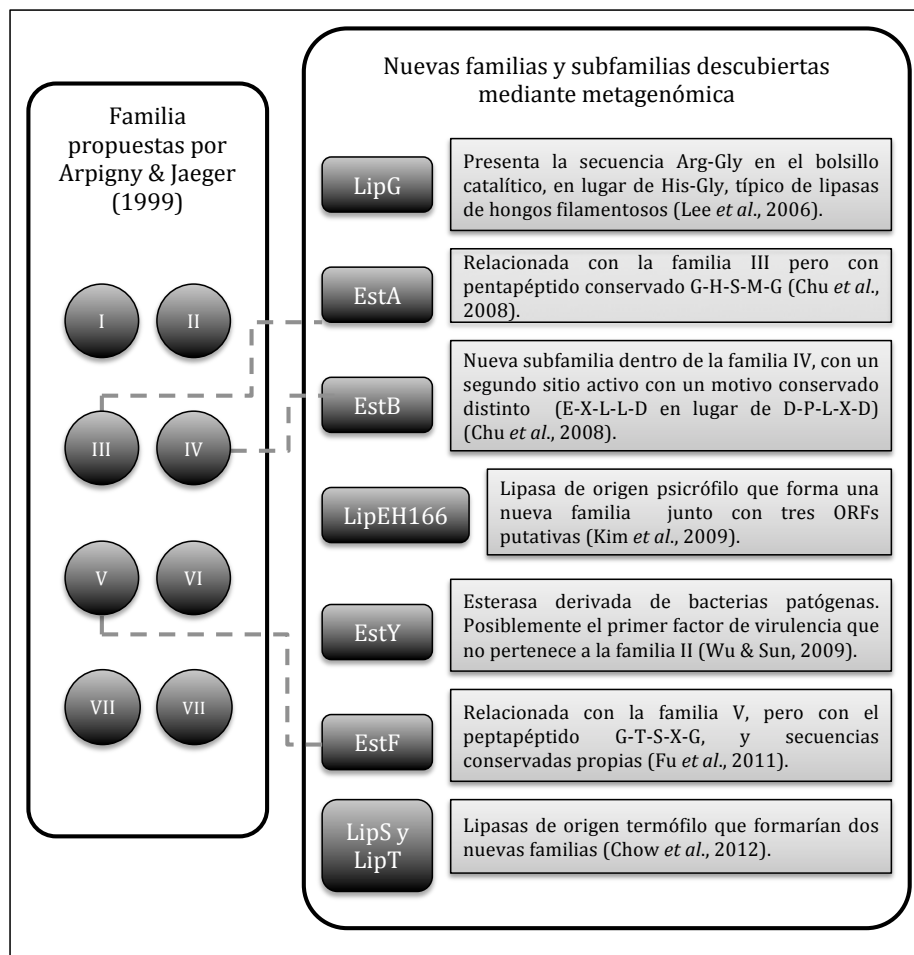 Familia
propuestas por
Arpigny & Jaeger
(1999)
I
II
III
IV
V
VI
VII
VII
Nuevas familias y subfamilias descubiertas
mediante metagenómica
LipG
Presenta la secuencia Arg-Gly en el bolsillo
catalítico, en lugar de His-Gly, típico de lipasas
de hongos filamentosos (Lee et al., 2006).
EstA
Relacionada con la familia III pero con
pentapéptido conservado G-H-S-M-G (Chu et al.,
2008).
EstB
Nueva subfamilia dentro de la familia IV, con un
segundo sitio activo con un motivo conservado
distinto (E-X-L-L-D en lugar de D-P-L-X-D)
(Chu et al., 2008).
LipEH166
Lipasa de origen psicrófilo que forma una
nueva familia junto con tres ORFs
putativas (Kim et al., 2009).
EstY
Esterasa derivada de bacterias patógenas.
Posiblemente el primer factor de virulencia que
no pertenece a la familia II (Wu & Sun, 2009).
EstF
Relacionada con la familia V, pero con el
peptapéptido G-T-S-X-G, y secuencias
conservadas propias (Fu et al., 2011).
LipS y
LipT
Lipasas de origen termófilo que formarían dos
nuevas familias (Chow et al., 2012).